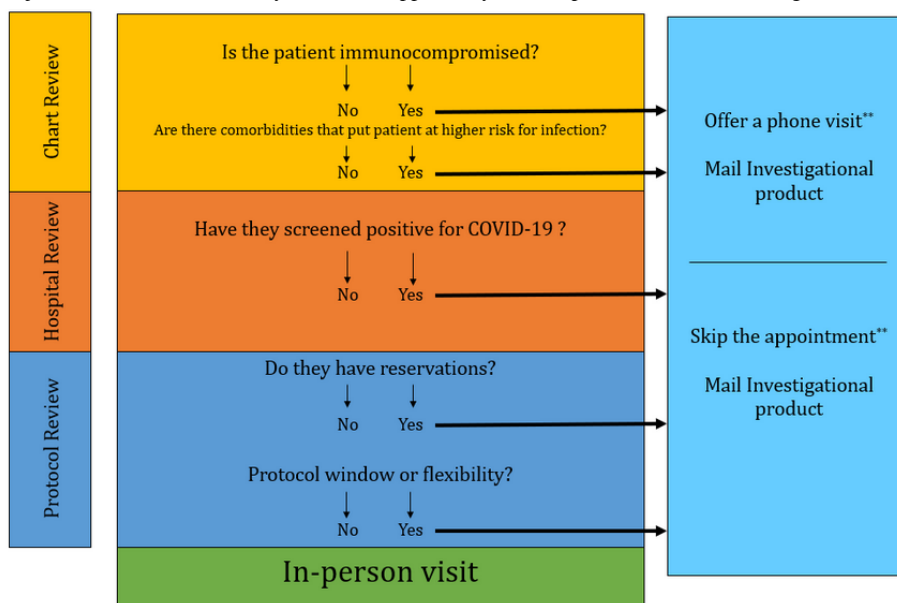 Chart Review
Is the patient immunocompromised?
No Yes
Are there comorbidities that put patient at higher risk for infection?
No Yes
Hospital Review
Have they screened positive for COVID-19 ?
No Yes
Protocol Review
Do they have reservations?
No Yes
Protocol window or flexibility?
No Yes
In-person visit
Offer a phone visit**
Mail Investigational
product
Skip the appointment**
Mail Investigational
product